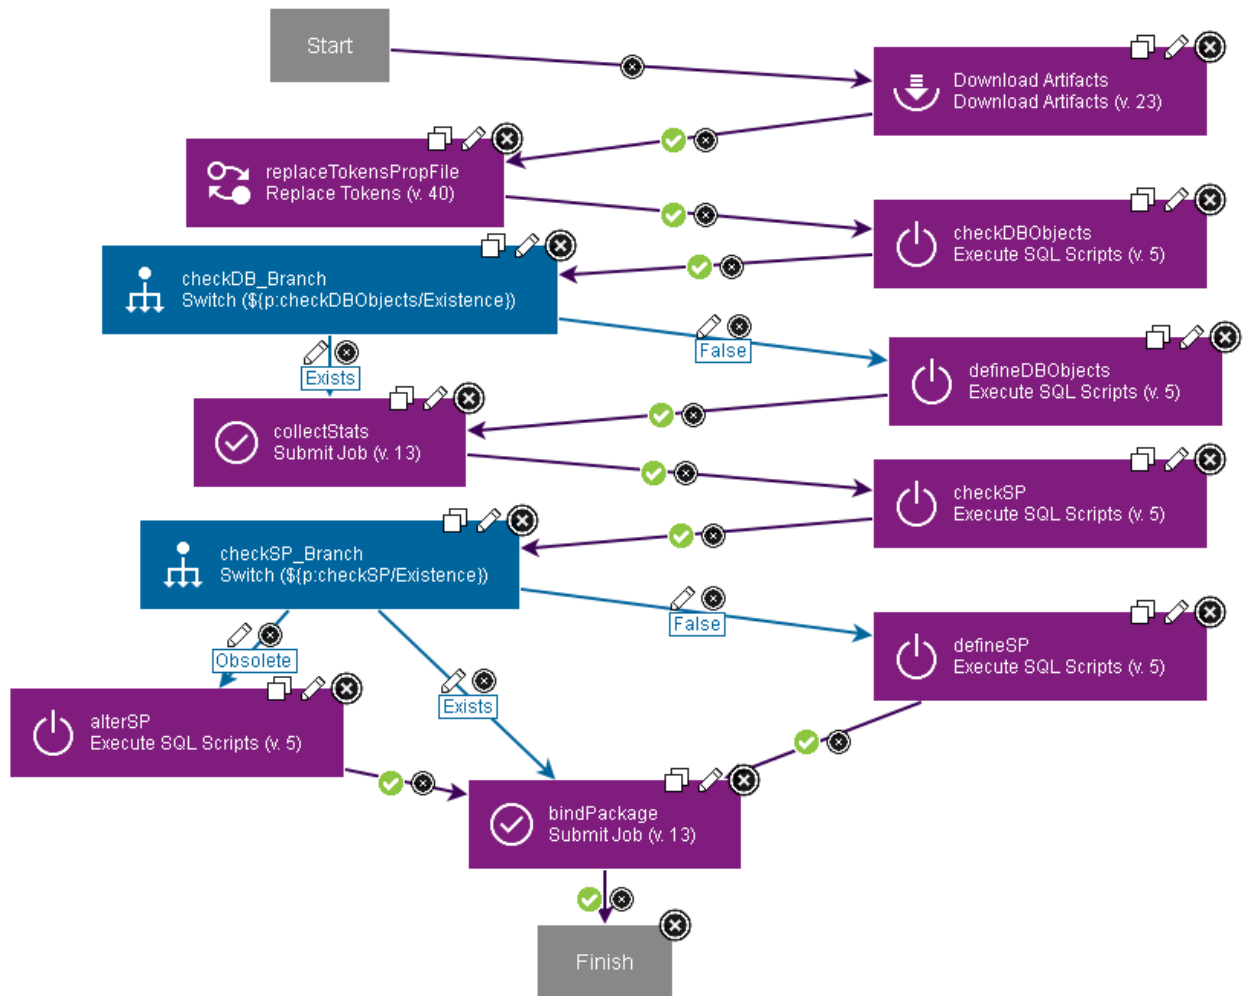 Start
Download Artifacts
Download Artifacts (v. 23)
replaceTokensPropFile
Replace Tokens (v. 40)
checkDBObjects
Execute SQL Scripts (v. 5)
checkDB_Branch
Switch (${p:checkDBObjects/Existence})
False
Exists
defineDBObjects
Execute SQL Scripts (v. 5)
collectStats
Submit Job (v. 13)
checkSP
Execute SQL Scripts (v. 5)
checkSP_Branch
Switch (${p:checkSP/Existence})
False
Obsolete
defineSP
Execute SQL Scripts (v. 5)
Exists
alterSP
Execute SQL Scripts (v. 5)
bindPackage
Submit Job (v. 13)
Finish